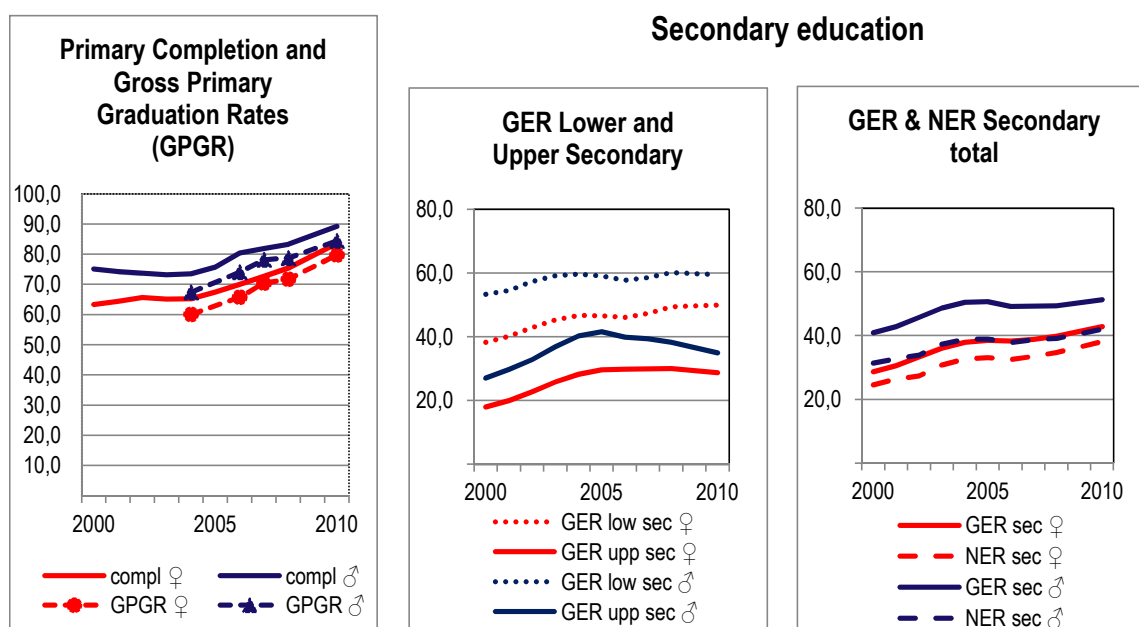 Secondary education
Primary Completion and
Gross Primary
Graduation Rates
(GPGR)
100,0
90,0
80,0
70,0
60,0
50,0
40,0
30,0
20,0
10,0
2000 2005 2010
compl ♀ compl ♂
GPGR ♀ GPGR ♂
GER Lower and
Upper Secondary
80,0
60,0
40,0
20,0
2000 2005 2010
GER low sec ♀
GER upp sec ♀
GER low sec ♂
GER upp sec ♂
GER & NER Secondary
total
80,0
60,0
40,0
20,0
2000 2005 2010
GER sec ♀
NER sec ♀
GER sec ♂
NER sec ♂